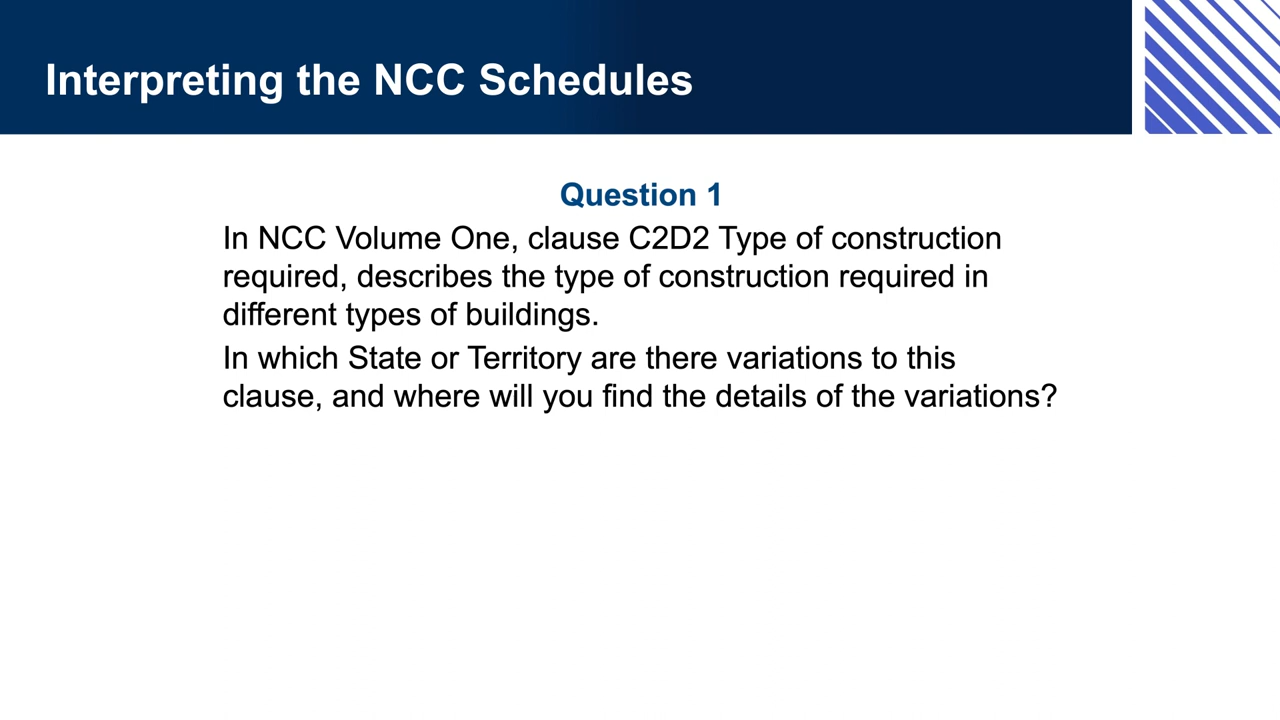 Interpreting the NCC Schedules
Question 1
In NCC Volume One, clause C2D2 Type of construction
required, describes the type of construction required in
different types of buildings.
In which State or Territory are there variations to this
clause, and where will you find the details of the variations?